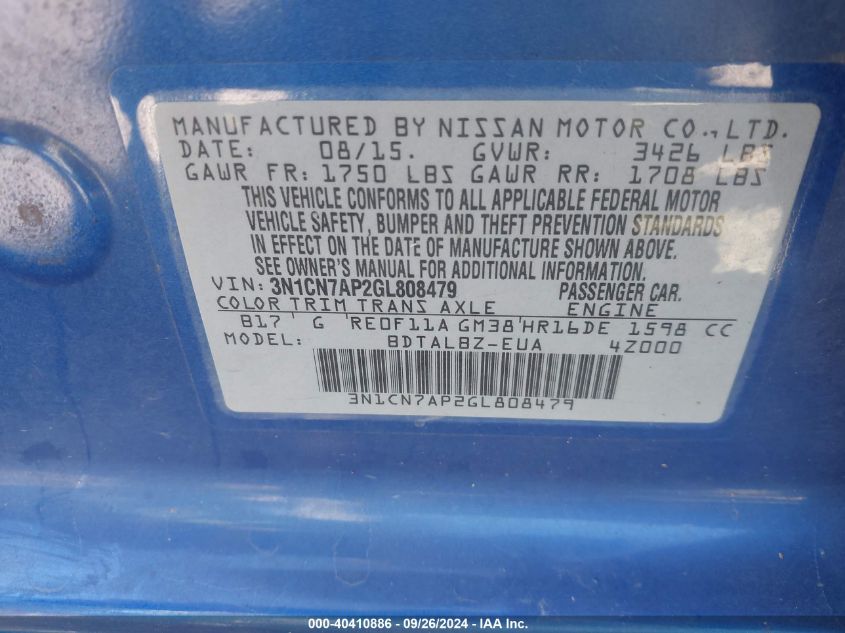 MANUFACTURED BY NISSAN MOTOR CO., LTD.
DATE: 08/15. GVWR: 3426 LBS
GAWR FR: 1750 LBS GAWR RR: 1708 LBS
THIS VEHICLE CONFORMS TO ALL APPLICABLE FEDERAL MOTOR
VEHICLE SAFETY, BUMPER AND THEFT PREVENTION STANDARDS
IN EFFECT ON THE DATE OF MANUFACTURE SHOWN ABOVE.
SEE OWNER'S MANUAL FOR ADDITIONAL INFORMATION.
VIN: 3N1CN7AP2GL808479 PASSENGER CAR.
COLOR TRIM TRANS AXLE ENGINE
B17 G RE0F11A GM38 HR16DE 1598 CC
MODEL: BDTALBZ-EUA 4Z000
3N1CN7AP2GL808479
000-40410886 - 09/26/2024 - IAA Inc.